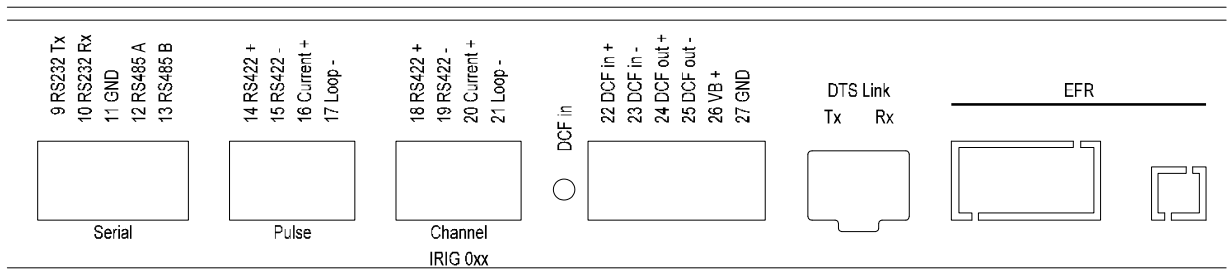 9 RS232 Tx
10 RS232 Rx
11 GND
12 RS485 A
13 RS485 B
Serial
14 RS422 +
15 RS422 -
16 Current +
17 Loop -
Pulse
18 RS422 +
19 RS422 -
20 Current +
21 Loop -
Channel
IRIG 0xx
DCF in
22 DCF in +
23 DCF in -
24 DCF out +
25 DCF out -
26 VB +
27 GND
DTS Link
Tx Rx
EFR